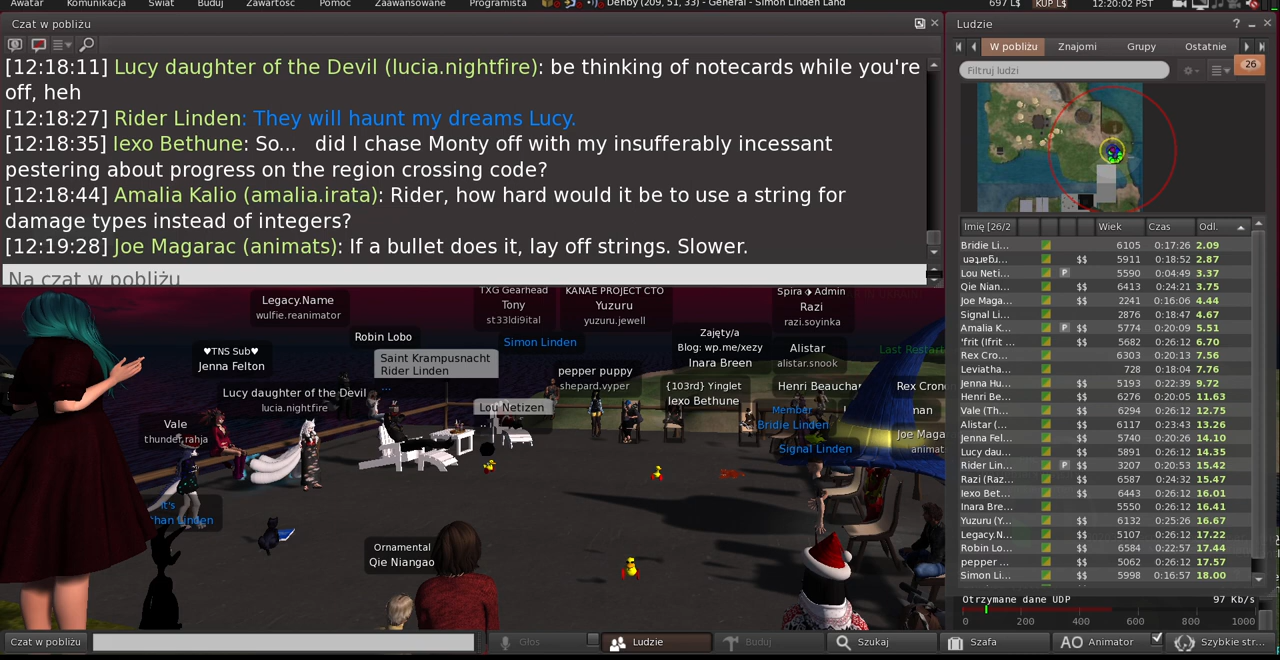 Awatar Komunikacja Świat Buduj Zawartość Pomoc Zaawansowane Programista Denby (209, 51, 33) - General - Simon Linden Land 697 L$ KUP L$ 12:20:02 PST
Czat w pobliżu
[12:18:11] Lucy daughter of the Devil (lucia.nightfire): be thinking of notecards while you're
off, heh
[12:18:27] Rider Linden: They will haunt my dreams Lucy.
[12:18:35] Iexo Bethune: So... did I chase Monty off with my insufferably incessant
pestering about progress on the region crossing code?
[12:18:44] Amalia Kalio (amalia.irata): Rider, how hard would it be to use a string for
damage types instead of integers?
[12:19:28] Joe Magarac (animats): If a bullet does it, lay off strings. Slower.
Na czat w pobliżu
Legacy.Name
wulfie.reanimator
TXG Gearhead
Tony
st33ldi9ital
KANAE PROJECT CTO
Yuzuru
yuzuru.jewell
Spira ⬗ Admin
Razi
razi.soyinka
Robin Lobo
Simon Linden
Zajęty/a
Blog: wp.me/xezy
Inara Breen
Alistar
alistar.snook
Last Restart
♥TNS Sub♥
Jenna Felton
Saint Krampusnacht
Rider Linden
pepper puppy
shepard.vyper
{103rd} Yinglet
Iexo Bethune
Henri Beauchar
Rex Cron
Lucy daughter of the Devil
lucia.nightfire
Lou Netizen
Member
Bridie Linden
man
Vale
thunder.rahja
Signal Linden
Joe Maga
animat
It's
than Linden
Ornamental
Qie Niangao
Ludzie
W pobliżu Znajomi Grupy Ostatnie
Filtruj ludzi
26
Imię [26/2 Wiek Czas Odl.
Bridie Li... 6105 0:17:26 2.09
$$ 5911 0:18:52 2.87
Lou Neti... P 5590 0:04:49 3.37
Qie Nian... $$ 6413 0:24:21 3.75
Joe Maga... $$ 2241 0:16:06 4.44
Signal Li... 2876 0:18:47 4.67
Amalia K... P $$ 5774 0:20:09 5.51
'frit (Ifrit ... $$ 5682 0:26:12 6.70
Rex Cro... 6303 0:20:13 7.56
Leviatha... 728 0:18:04 7.76
Jenna Hu... $$ 5193 0:22:39 9.72
Henri Be... $$ 6276 0:20:05 11.63
Vale (Th... $$ 6294 0:26:12 12.75
Alistar (... $$ 6117 0:23:43 13.26
Jenna Fel... $$ 5740 0:20:26 14.10
Lucy dau... $$ 5891 0:26:12 14.35
Rider Lin... P $$ 3207 0:20:53 15.42
Razi (Raz... $$ 6587 0:24:32 15.47
Iexo Bet... $$ 6443 0:26:12 16.01
Inara Bre... 5550 0:26:12 16.41
Yuzuru (Y... $$ 6132 0:25:26 16.67
Legacy.N... $$ 5107 0:26:12 17.22
Robin Lo... $$ 6584 0:22:57 17.44
pepper ... $$ 5062 0:26:12 17.57
Simon Li... $$ 5998 0:16:57 18.00
Otrzymane dane UDP 97 Kb/s
0 200 400 600 800 1000
Czat w pobliżu Głos Ludzie Buduj Szukaj Szafa AO Animator Szybkie str...